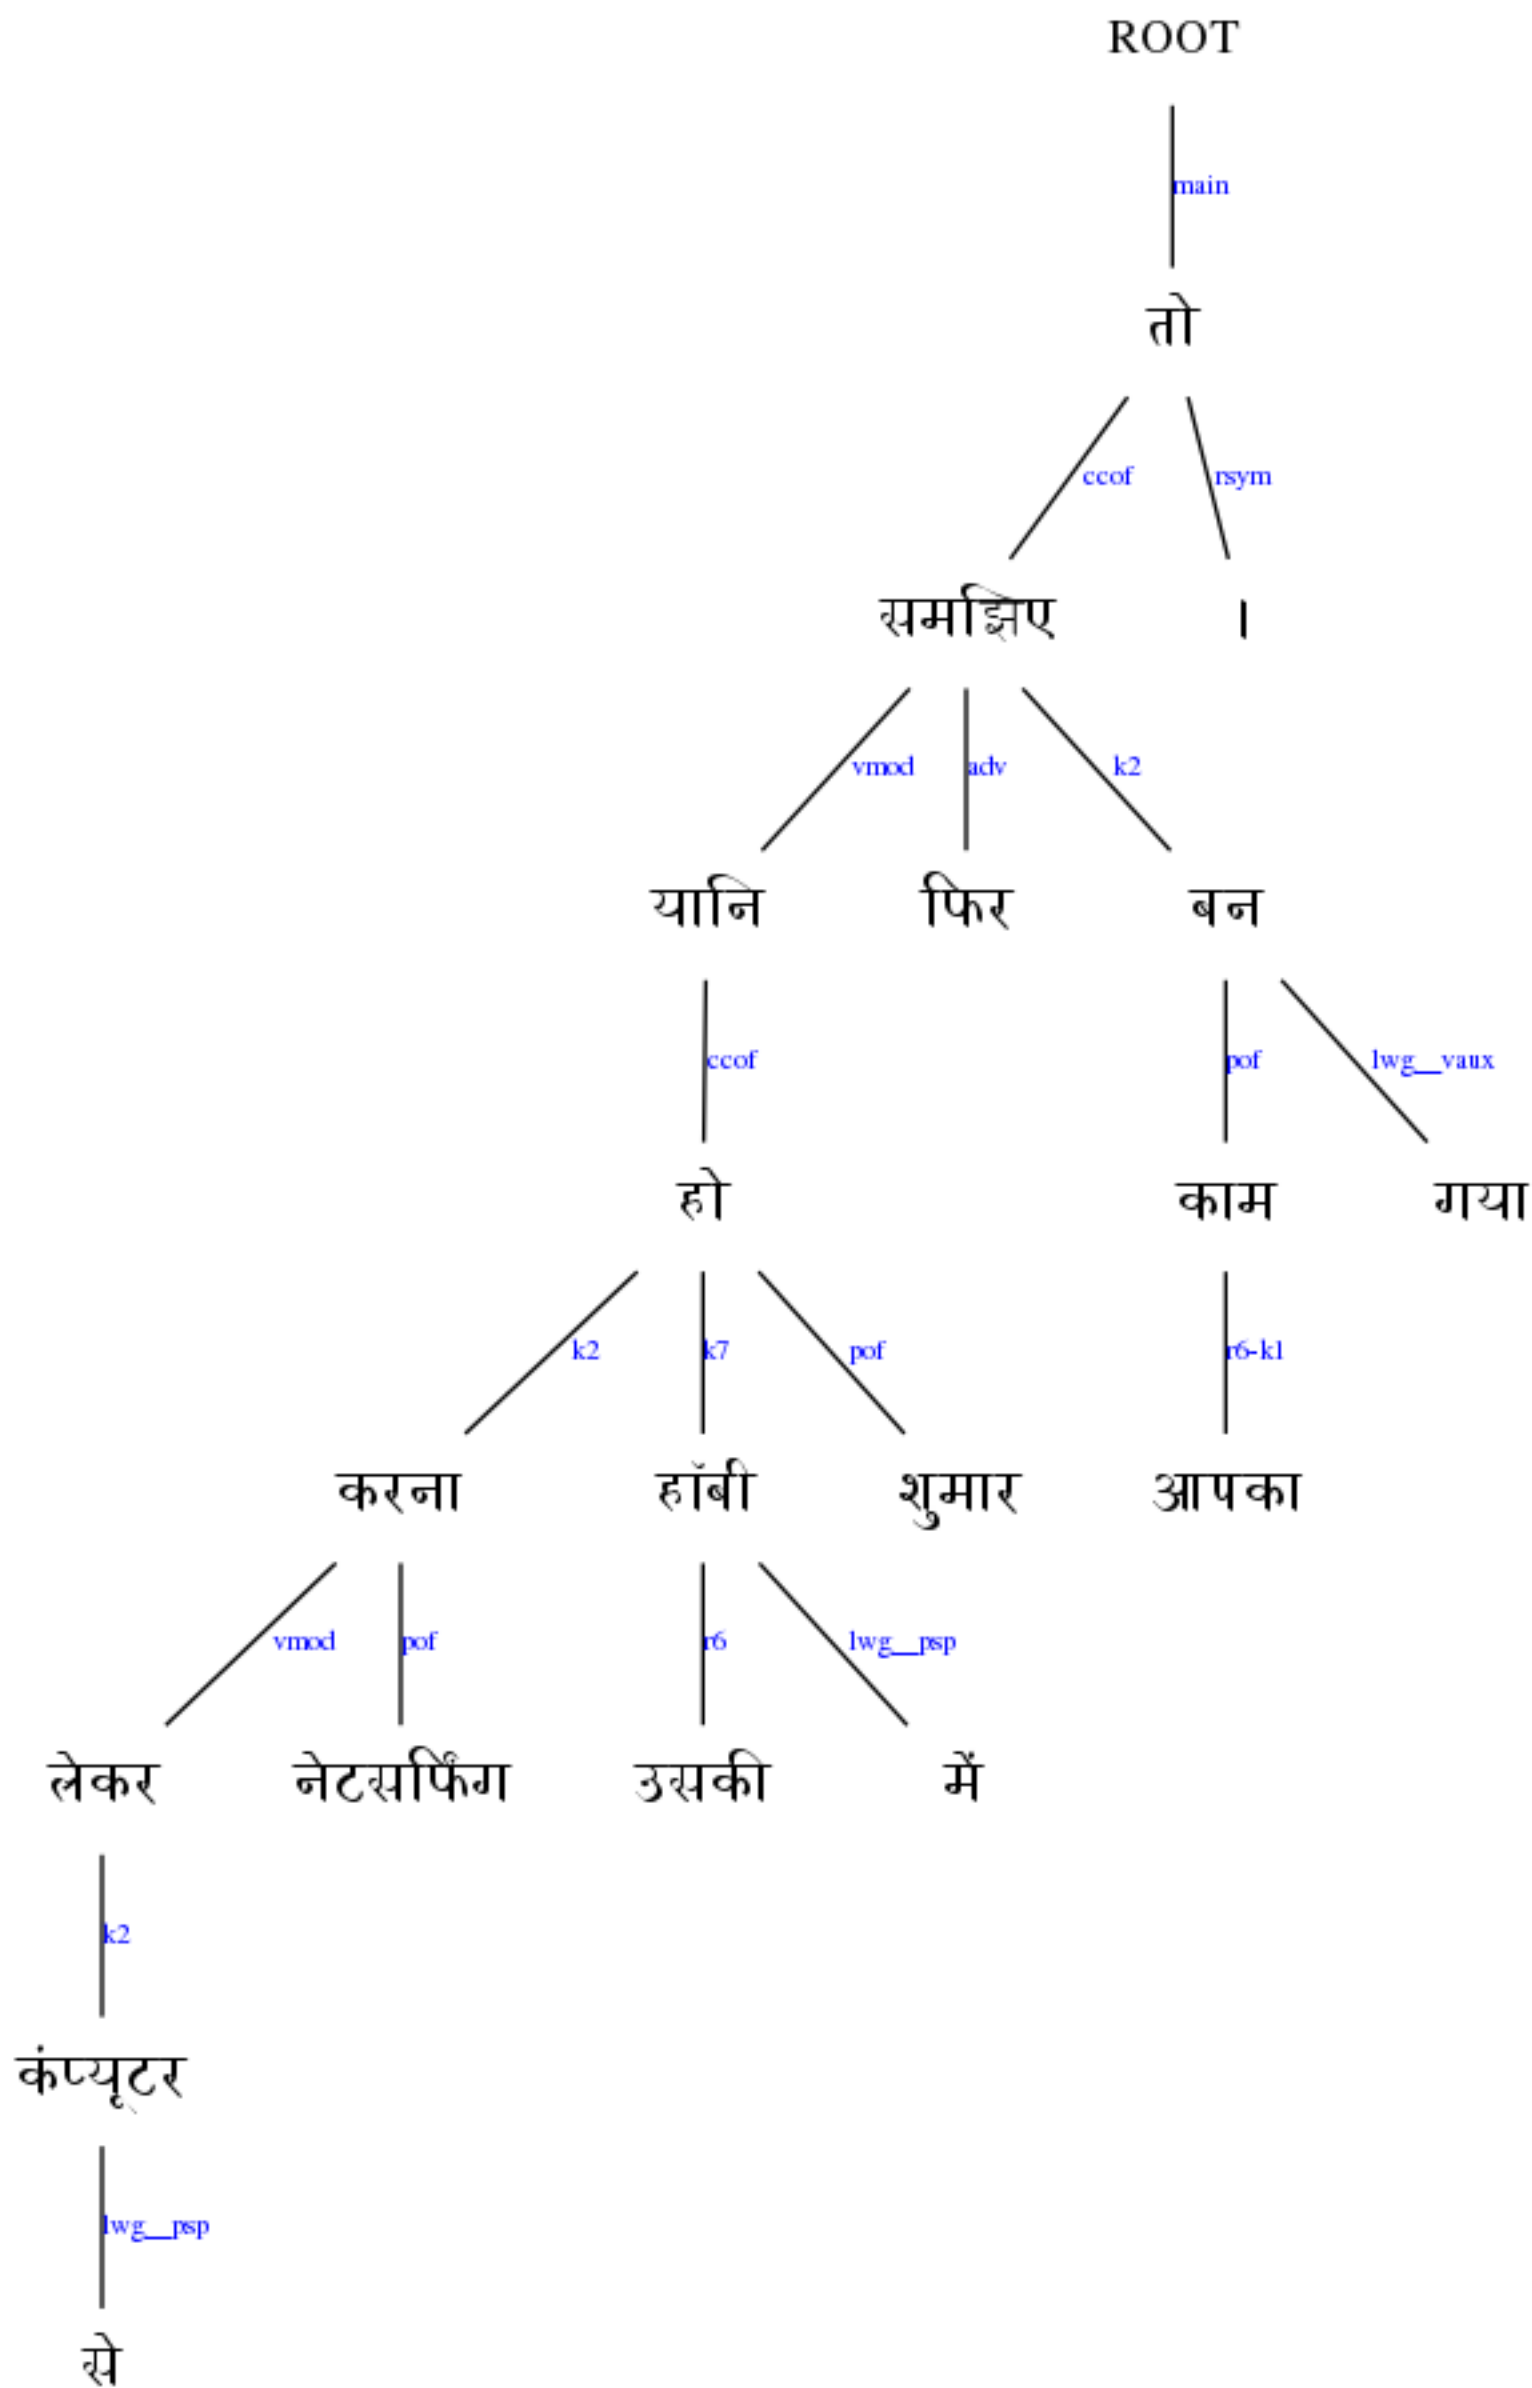 ROOT
main
तो
ccof rsym
समझिए ।
vmod adv k2
यानि फिर बन
ccof pof lwg__vaux
हो काम गया
k2 k7 pof r6-k1
करना हॉबी शुमार आपका
vmod pof r6 lwg__psp
लेकर नेटसर्फिंग उसकी में
k2
कंप्यूटर
lwg__psp
से